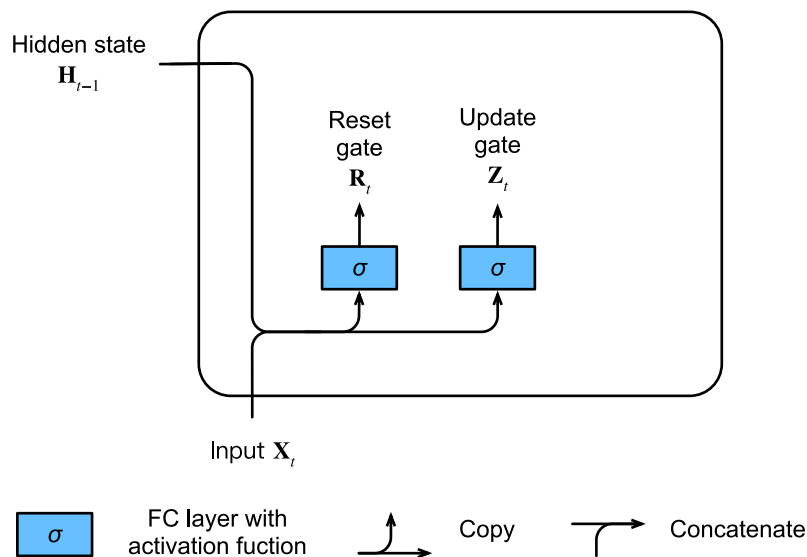 Hidden state
H_{t−1}
Reset
gate
R_t
Update
gate
Z_t
σ
σ
Input X_t
σ
FC layer with
activation fuction
Copy
Concatenate